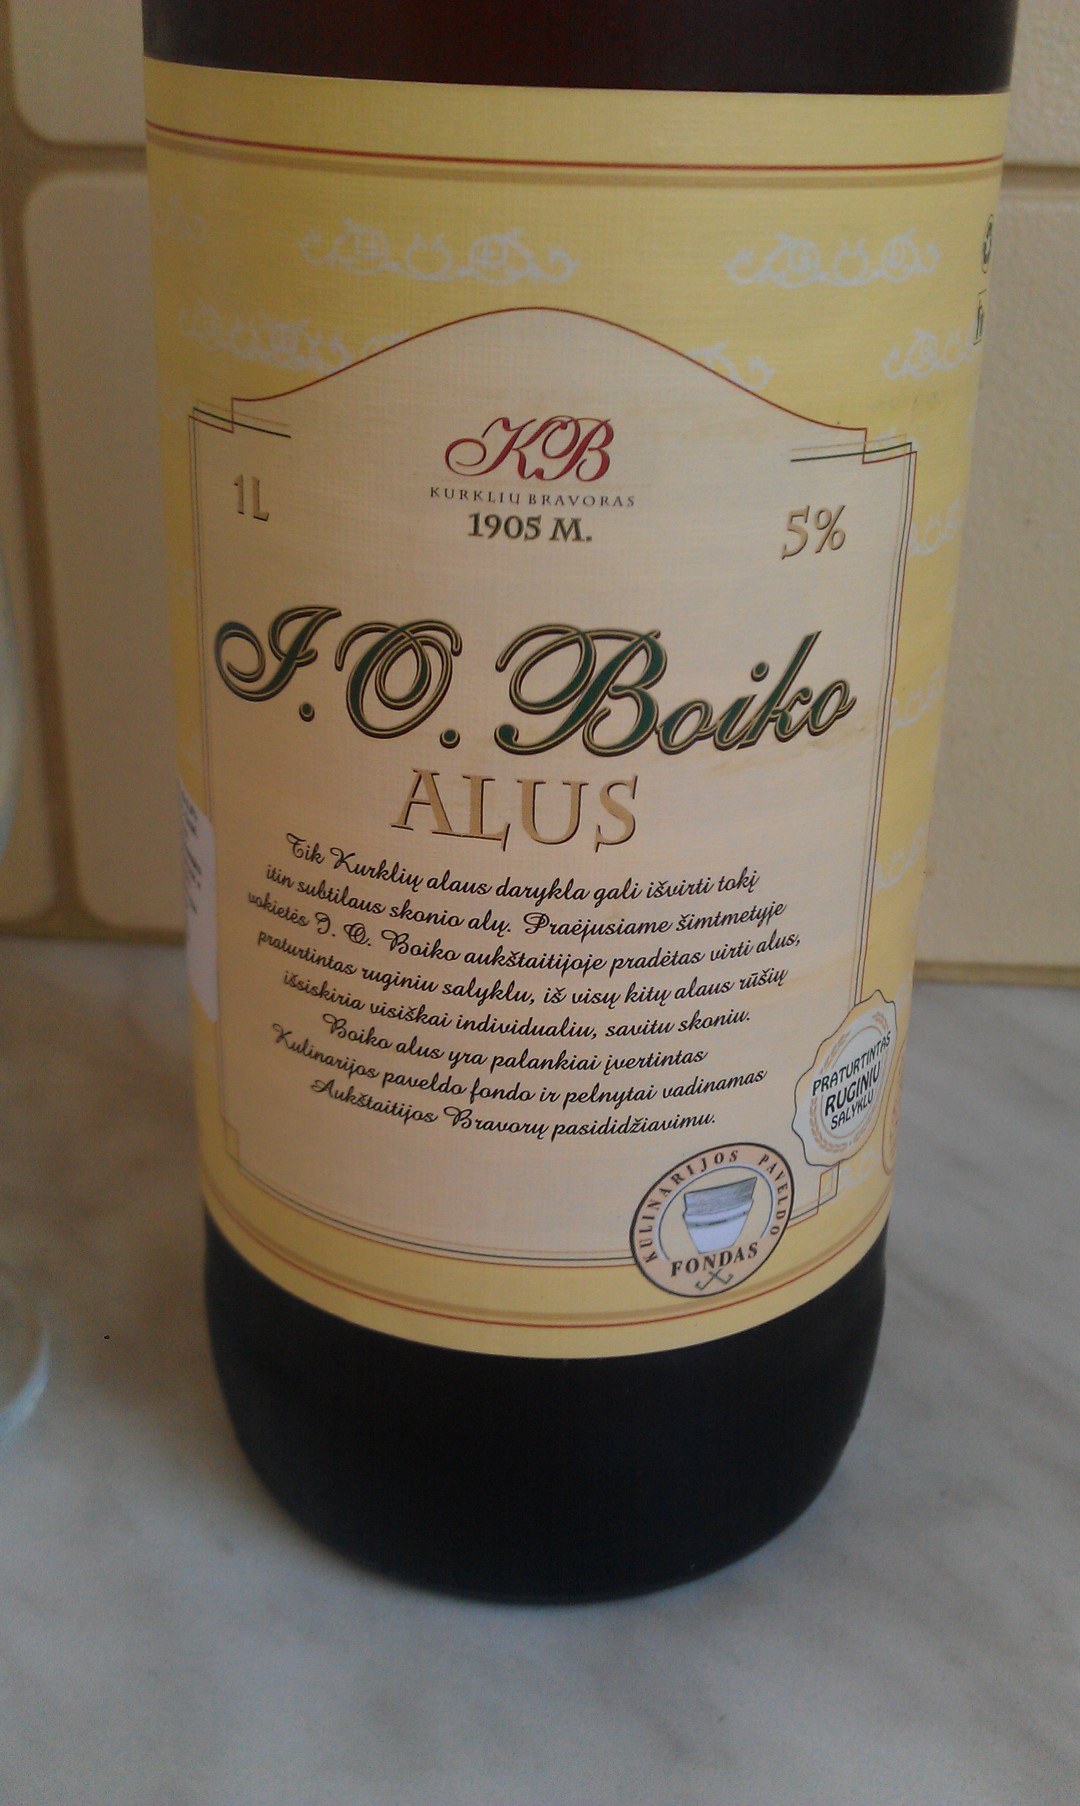 KB
KURKLIŲ BRAVORAS
1905 M.
1L
5%
I.O. Boiko
ALUS
Tik Kurklių alaus darykla gali išvirti tokį
itin subtilaus skonio alų. Praėjusiame šimtmetyje
vokietės I. O. Boiko aukštaitijoje pradėtas virti alus,
praturtintas ruginiu salyklu, iš visų kitų alaus rūšių
išsiskiria visiškai individualiu, savitu skoniu.
Boiko alus yra palankiai įvertintas
Kulinarijos paveldo fondo ir pelnytai vadinamas
Aukštaitijos Bravorų pasididžiavimu.
PRATURTINTAS
RUGINIU
SALYKLU
KULINARIJOS PAVELDO
FONDAS